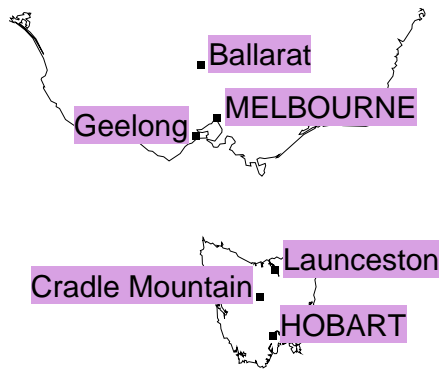 Ballarat
MELBOURNE
Geelong
Launceston
Cradle Mountain
HOBART